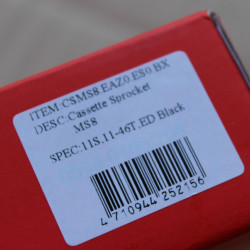 ITEM:CSMS8.EAZ0.ES0.BX
DESC:Cassette Sprocket
MS8
SPEC:11S.11-46T,ED Black
4 710944 252156